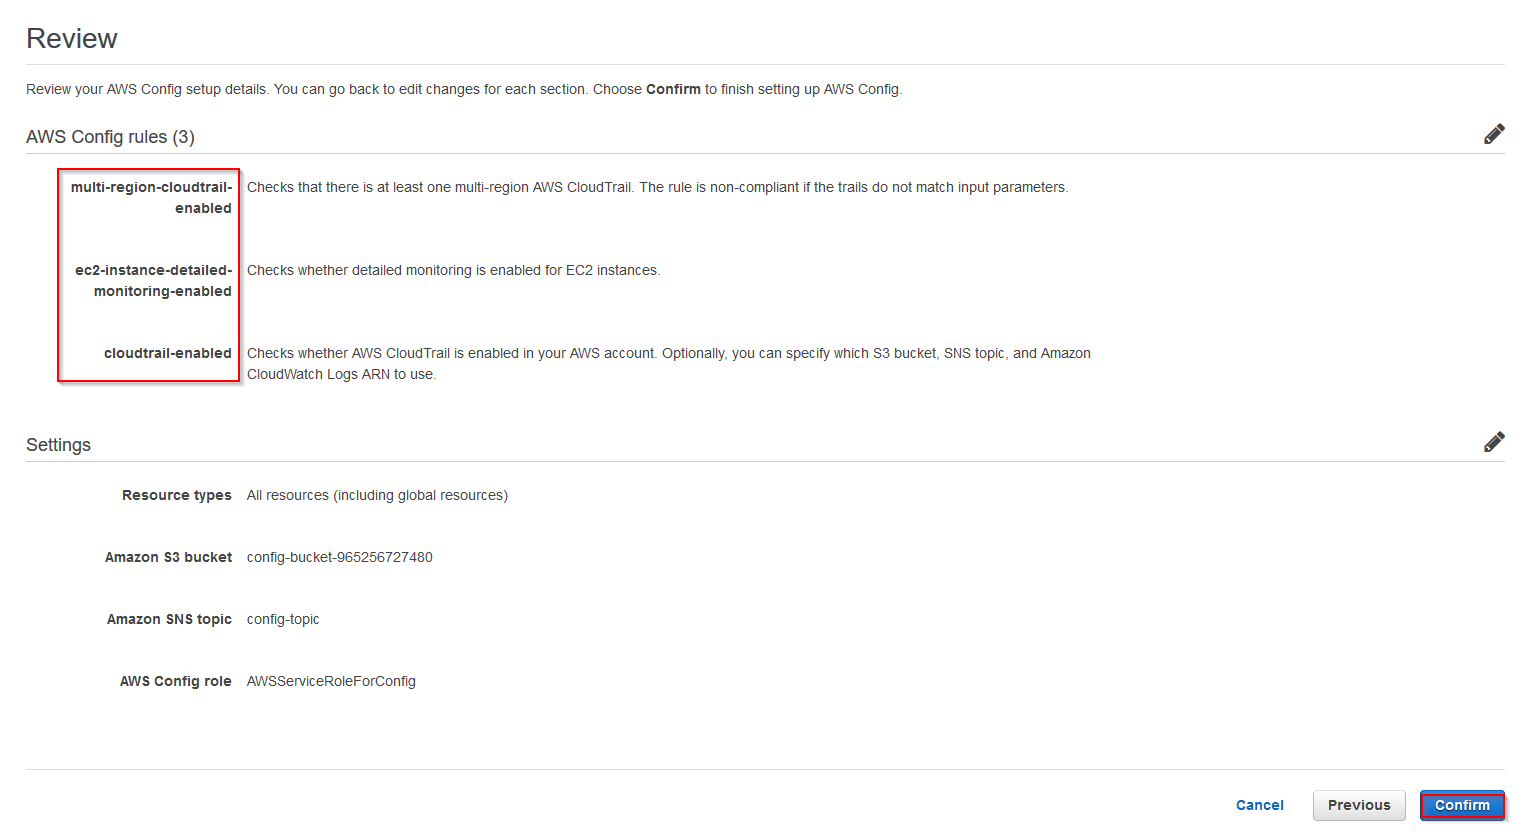 Review
Review your AWS Config setup details. You can go back to edit changes for each section. Choose Confirm to finish setting up AWS Config.
AWS Config rules (3)
multi-region-cloudtrail-
enabled
Checks that there is at least one multi-region AWS CloudTrail. The rule is non-compliant if the trails do not match input parameters.
ec2-instance-detailed-
monitoring-enabled
Checks whether detailed monitoring is enabled for EC2 instances.
cloudtrail-enabled
Checks whether AWS CloudTrail is enabled in your AWS account. Optionally, you can specify which S3 bucket, SNS topic, and Amazon
CloudWatch Logs ARN to use.
Settings
Resource types All resources (including global resources)
Amazon S3 bucket config-bucket-965256727480
Amazon SNS topic config-topic
AWS Config role AWSServiceRoleForConfig
Cancel Previous Confirm